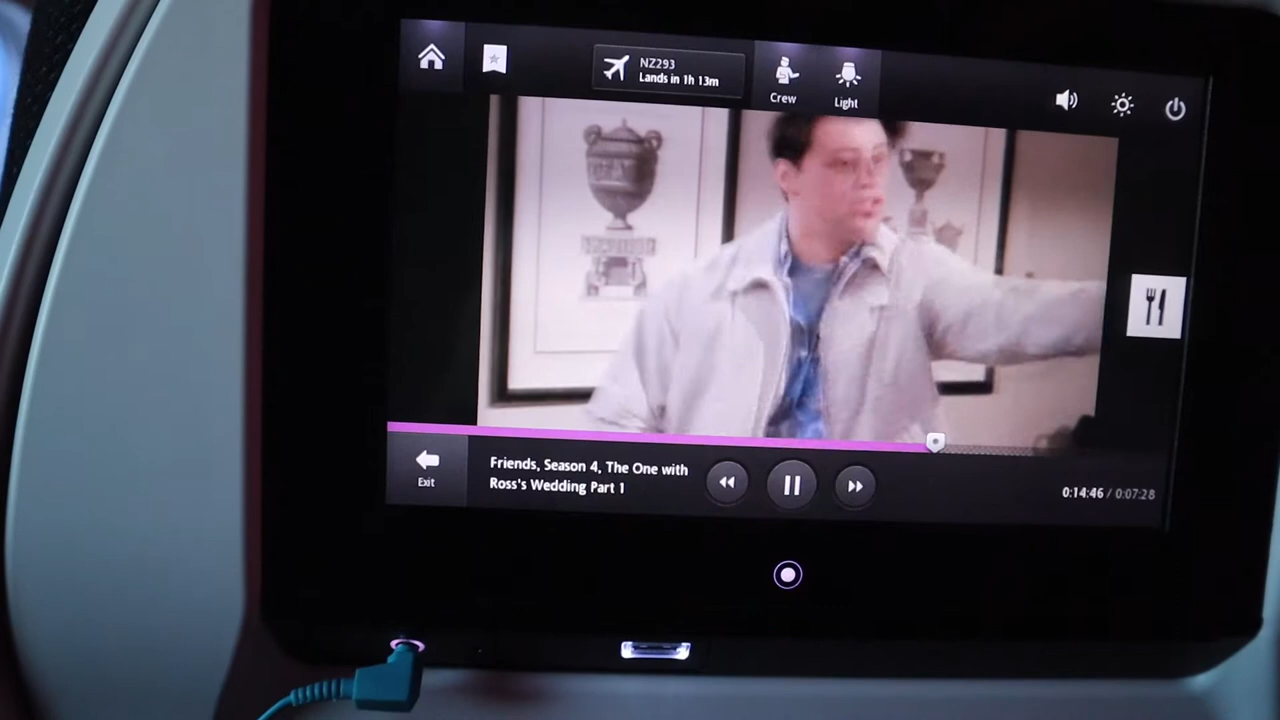 NZ293
Lands in 1h 13m
Crew
Light
Exit
Friends, Season 4, The One with
Ross's Wedding Part 1
0:14:46 / 0:07:28